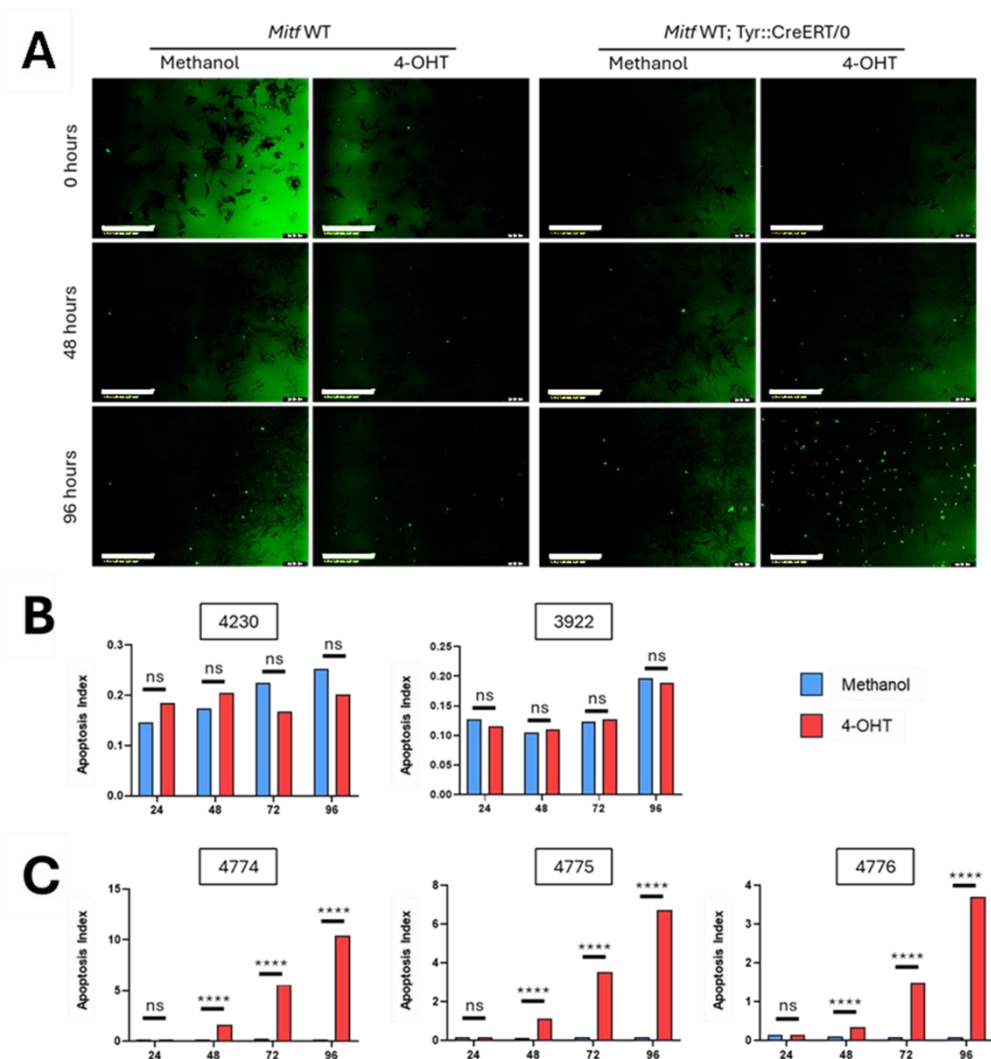 A
Mitf WT
Mitf WT; Tyr::CreERT/0
Methanol
4-OHT
Methanol
4-OHT
0 hours
48 hours
96 hours
B
4230
3922
Apoptosis Index
0.3
0.2
0.1
0.0
ns
ns
ns
ns
24
48
72
96
Apoptosis Index
0.25
0.20
0.15
0.10
0.05
0.00
ns
ns
ns
ns
24
48
72
96
Methanol
4-OHT
C
4774
4775
4776
Apoptosis Index
15
10
5
0
ns
****
****
****
24
48
72
96
Apoptosis Index
8
6
4
2
0
ns
****
****
****
24
48
72
96
Apoptosis Index
4
3
2
1
0
ns
****
****
****
24
48
72
96